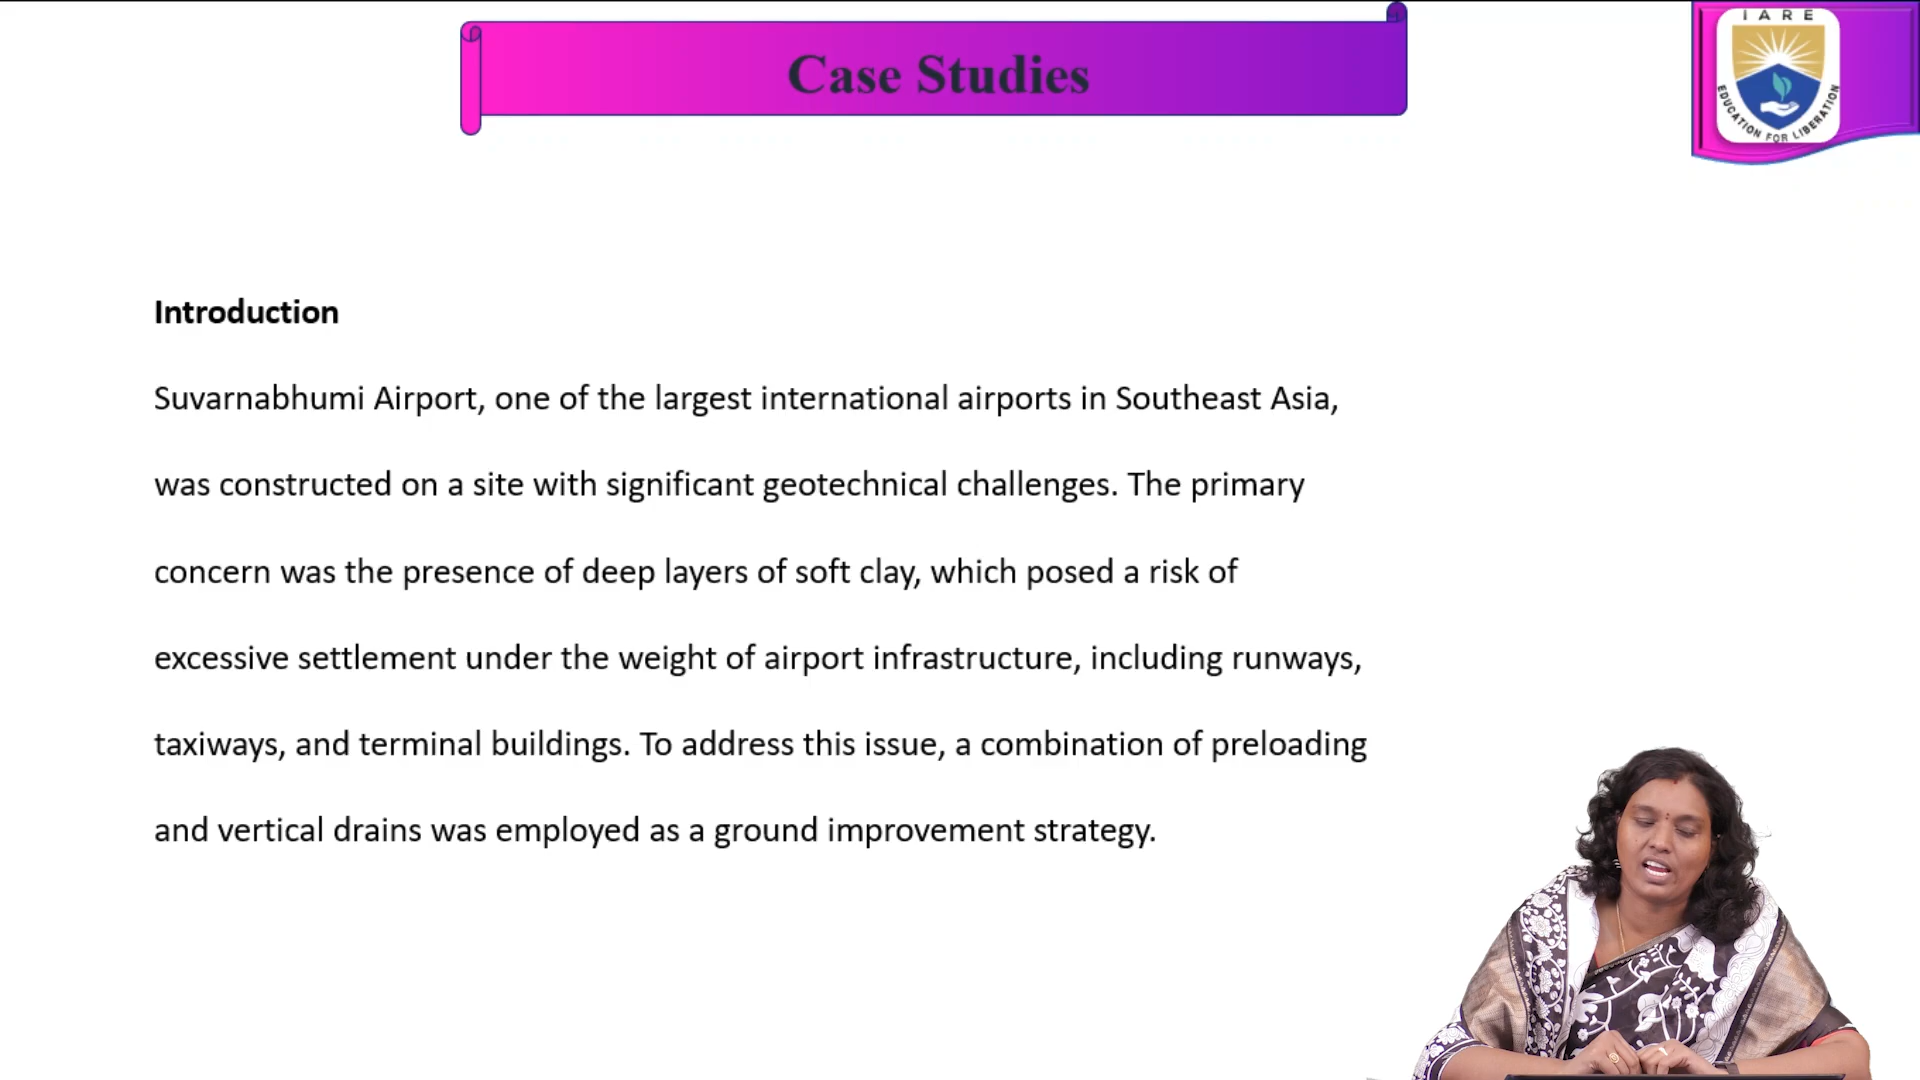 Case Studies
IARE
EDUCATION FOR LIBERATION
Introduction
Suvarnabhumi Airport, one of the largest international airports in Southeast Asia,
was constructed on a site with significant geotechnical challenges. The primary
concern was the presence of deep layers of soft clay, which posed a risk of
excessive settlement under the weight of airport infrastructure, including runways,
taxiways, and terminal buildings. To address this issue, a combination of preloading
and vertical drains was employed as a ground improvement strategy.